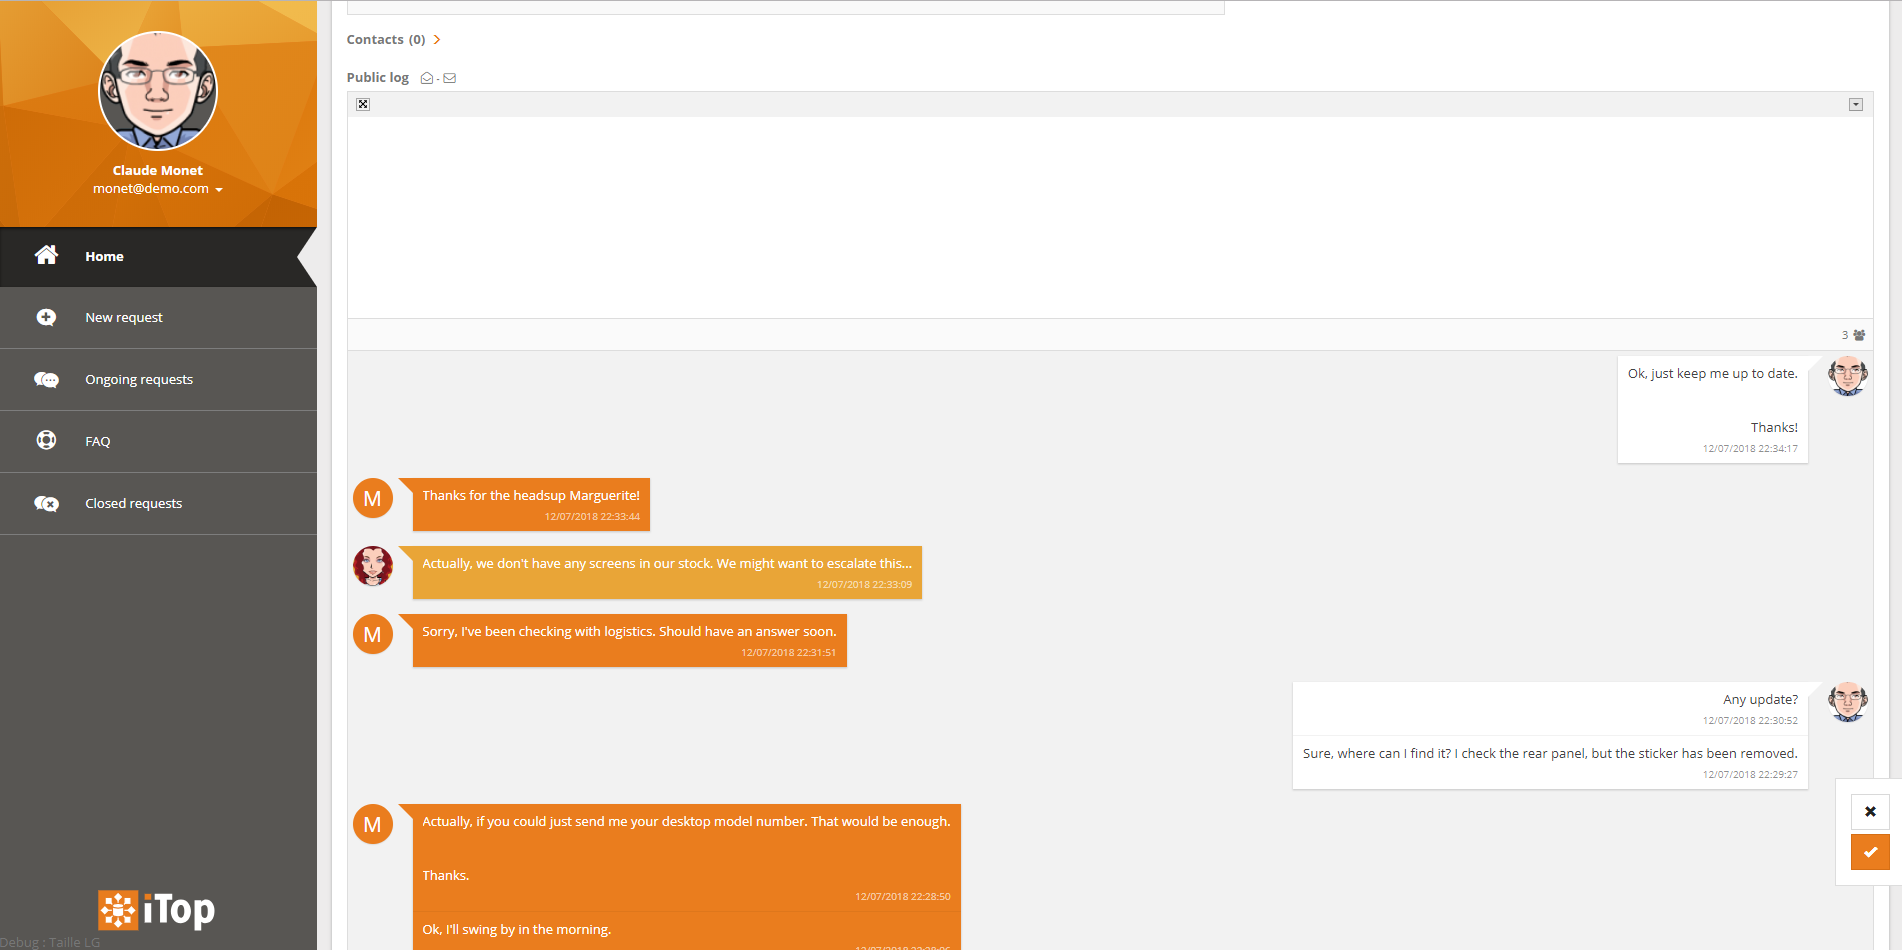 Claude Monet
monet@demo.com
Home
New request
Ongoing requests
FAQ
Closed requests
iTop
Debug : Taille LG
Contacts (0)
Public log
-
3
Ok, just keep me up to date.
Thanks!
12/07/2018 22:34:17
M
Thanks for the headsup Marguerite!
12/07/2018 22:33:44
Actually, we don't have any screens in our stock. We might want to escalate this...
12/07/2018 22:33:09
M
Sorry, I've been checking with logistics. Should have an answer soon.
12/07/2018 22:31:51
Any update?
12/07/2018 22:30:52
Sure, where can I find it? I check the rear panel, but the sticker has been removed.
12/07/2018 22:29:27
M
Actually, if you could just send me your desktop model number. That would be enough.
Thanks.
12/07/2018 22:28:50
Ok, I'll swing by in the morning.